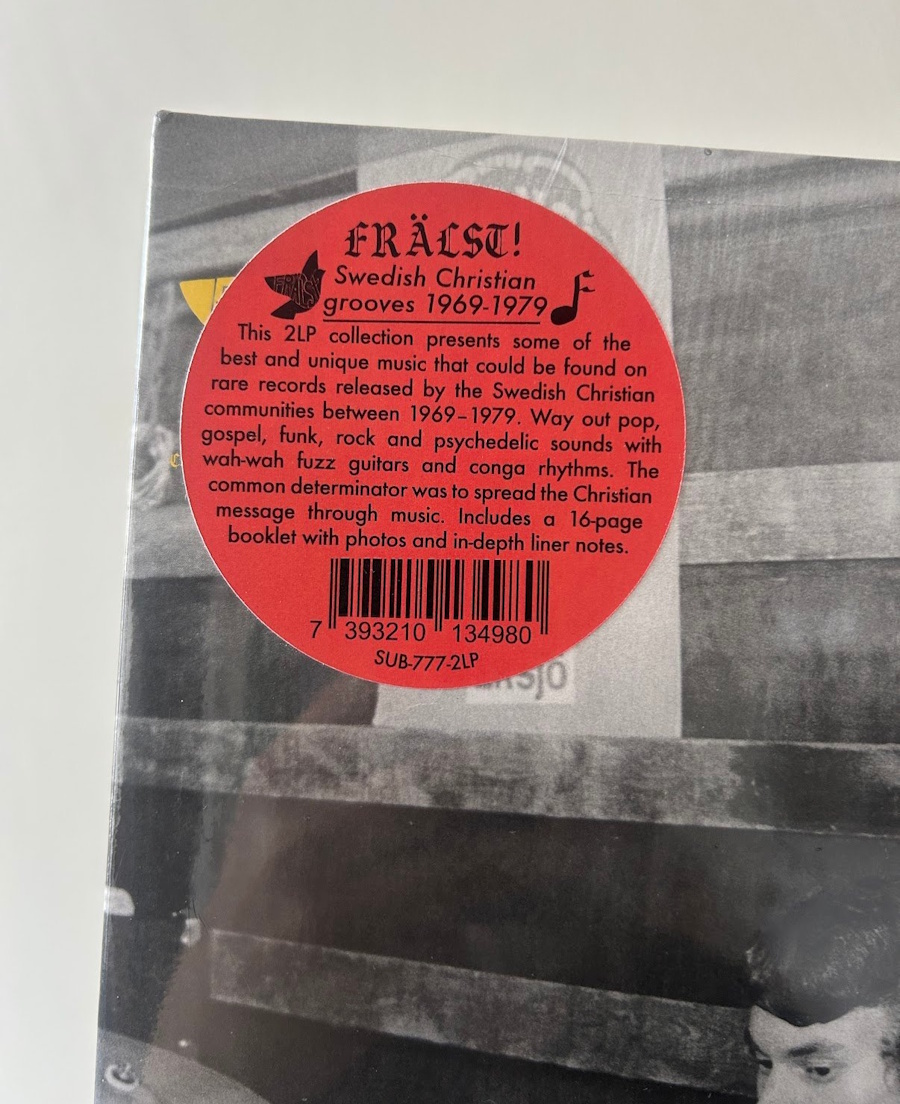 FRÄLST!
Swedish Christian
grooves 1969-1979
This 2LP collection presents some of the
best and unique music that could be found on
rare records released by the Swedish Christian
communities between 1969–1979. Way out pop,
gospel, funk, rock and psychedelic sounds with
wah-wah fuzz guitars and conga rhythms. The
common determinator was to spread the Christian
message through music. Includes a 16-page
booklet with photos and in-depth liner notes.
7 393210 134980
SUB-777-2LP